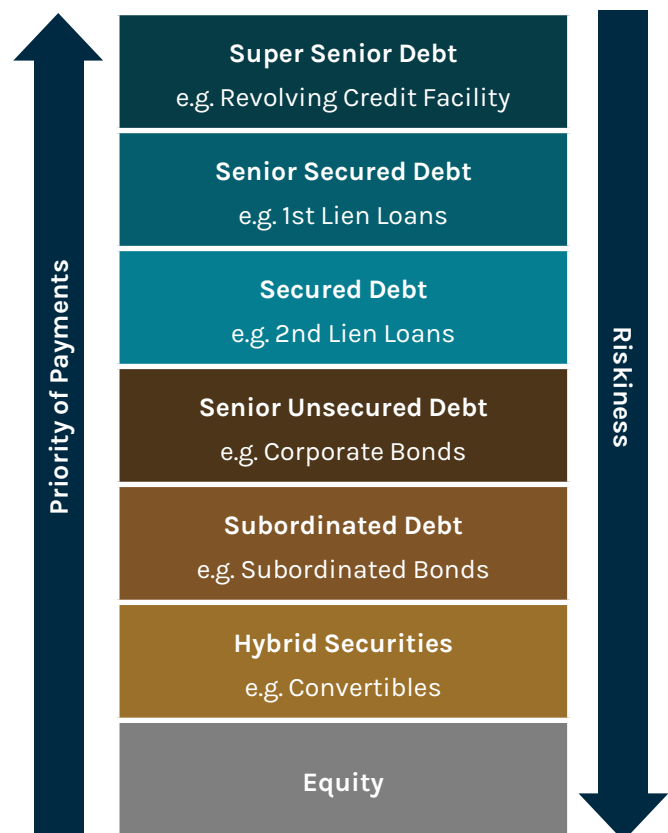 Super Senior Debt
e.g. Revolving Credit Facility
Senior Secured Debt
e.g. 1st Lien Loans
Secured Debt
e.g. 2nd Lien Loans
Senior Unsecured Debt
e.g. Corporate Bonds
Subordinated Debt
e.g. Subordinated Bonds
Hybrid Securities
e.g. Convertibles
Equity
Priority of Payments
Riskiness